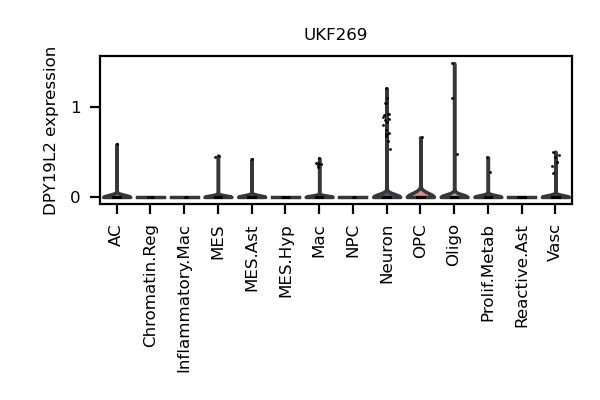 UKF269
DPY19L2 expression
1
0
AC
Chromatin.Reg
Inflammatory.Mac
MES
MES.Ast
MES.Hyp
Mac
NPC
Neuron
OPC
Oligo
Prolif.Metab
Reactive.Ast
Vasc